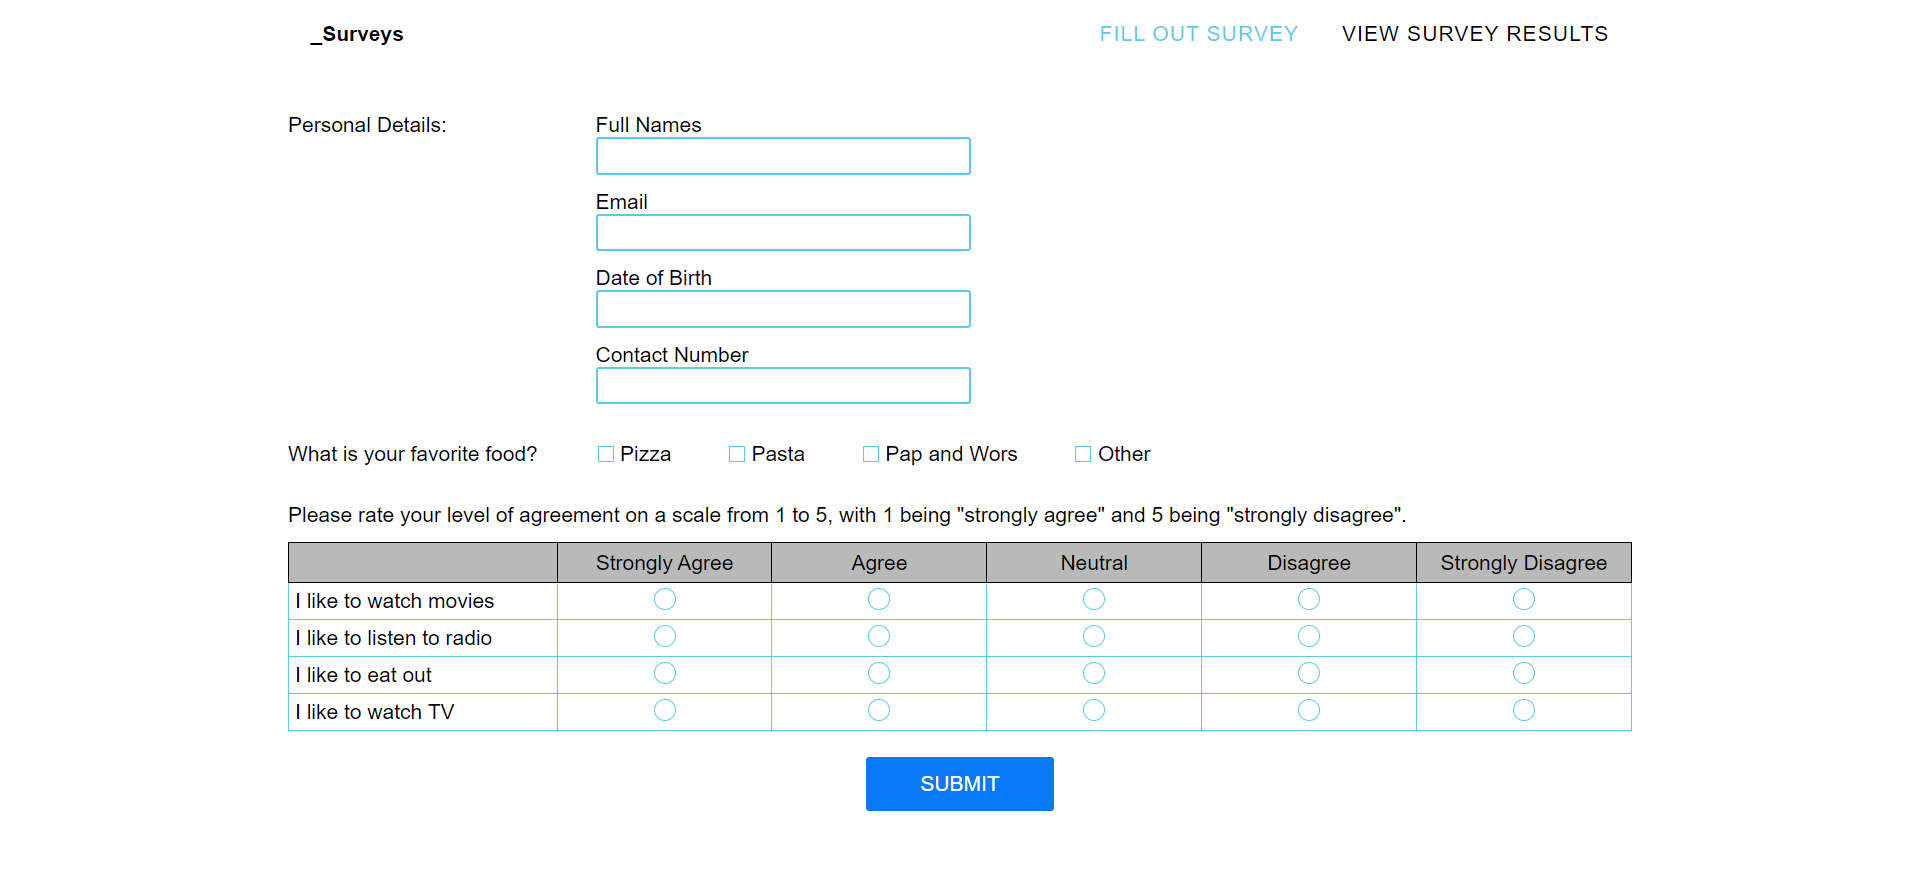 _Surveys FILL OUT SURVEY VIEW SURVEY RESULTS
Personal Details: Full Names
Email
Date of Birth
Contact Number
What is your favorite food? Pizza Pasta Pap and Wors Other
Please rate your level of agreement on a scale from 1 to 5, with 1 being "strongly agree" and 5 being "strongly disagree".
Strongly Agree Agree Neutral Disagree Strongly Disagree
I like to watch movies
I like to listen to radio
I like to eat out
I like to watch TV
SUBMIT